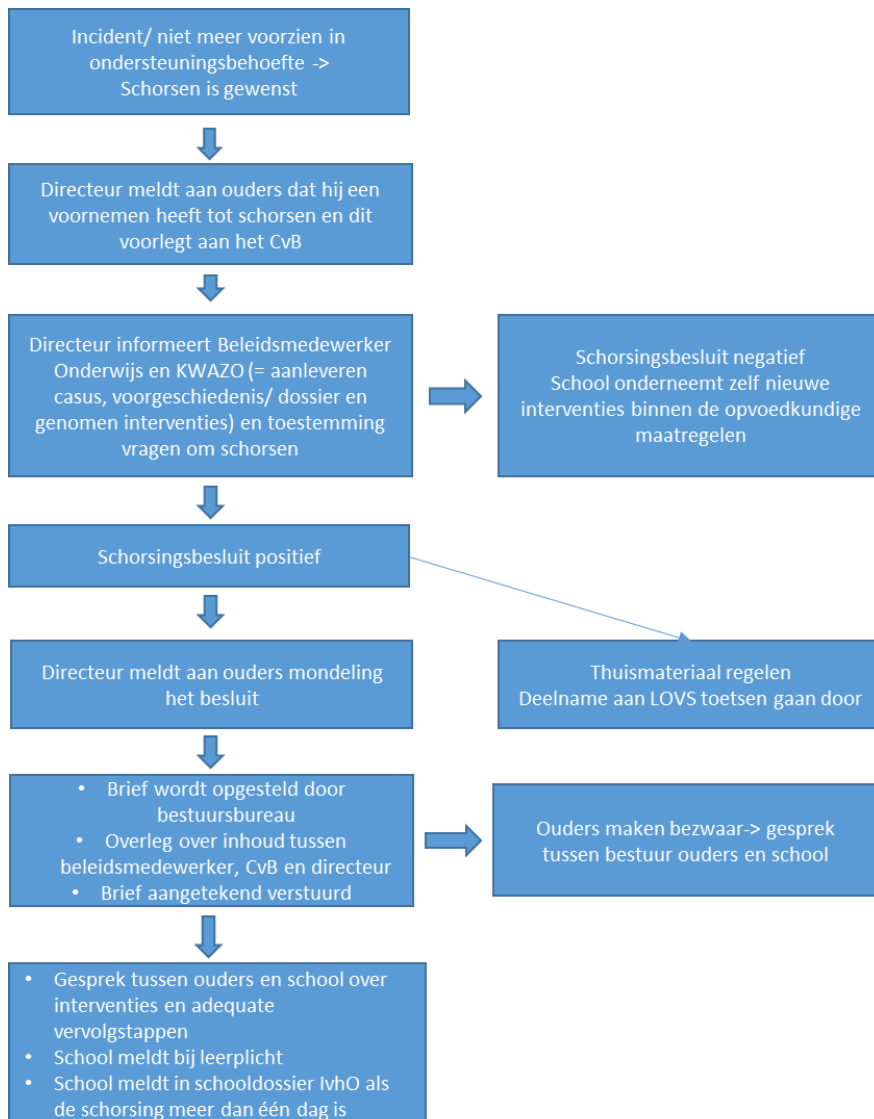 Incident/ niet meer voorzien in
ondersteuningsbehoefte ->
Schorsen is gewenst
Directeur meldt aan ouders dat hij een
voornemen heeft tot schorsen en dit
voorlegt aan het CvB
Directeur informeert Beleidsmedewerker
Onderwijs en KWAZO (= aanleveren
casus, voorgeschiedenis/ dossier en
genomen interventies) en toestemming
vragen om schorsen
Schorsingsbesluit negatief
School onderneemt zelf nieuwe
interventies binnen de opvoedkundige
maatregelen
Schorsingsbesluit positief
Directeur meldt aan ouders mondeling
het besluit
Thuismateriaal regelen
Deelname aan LOVS toetsen gaan door
• Brief wordt opgesteld door
bestuursbureau
• Overleg over inhoud tussen
beleidsmedewerker, CvB en directeur
• Brief aangetekend verstuurd
Ouders maken bezwaar-> gesprek
tussen bestuur ouders en school
• Gesprek tussen ouders en school over
interventies en adequate
vervolgstappen
• School meldt bij leerplicht
• School meldt in schooldossier IvhO als
de schorsing meer dan één dag is